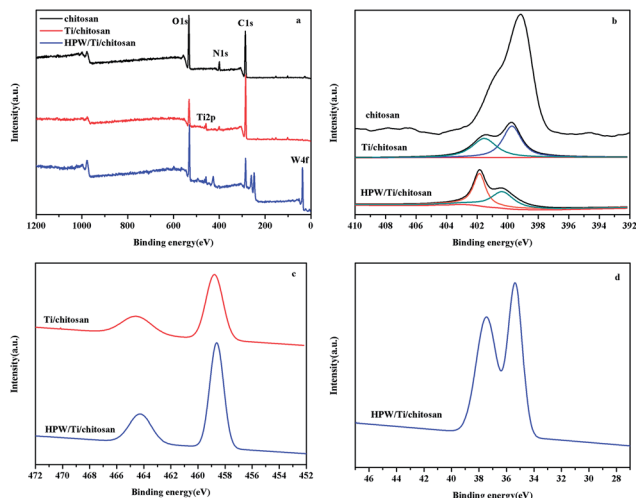 a
chitosan
Ti/chitosan
HPW/Ti/chitosan
O1s
C1s
N1s
Ti2p
W4f
Intensity(a.u.)
1200 1000 800 600 400 200 0
Binding energy(eV)
b
chitosan
Ti/chitosan
HPW/Ti/chitosan
Intensity(a.u.)
410 408 406 404 402 400 398 396 394 392
Binding energy(eV)
c
Ti/chitosan
HPW/Ti/chitosan
Intensity(a.u.)
472 470 468 466 464 462 460 458 456 454 452
Binding energy(eV)
d
HPW/Ti/chitosan
Intensity(a.u.)
46 44 42 40 38 36 34 32 30 28
Binding energy(eV)